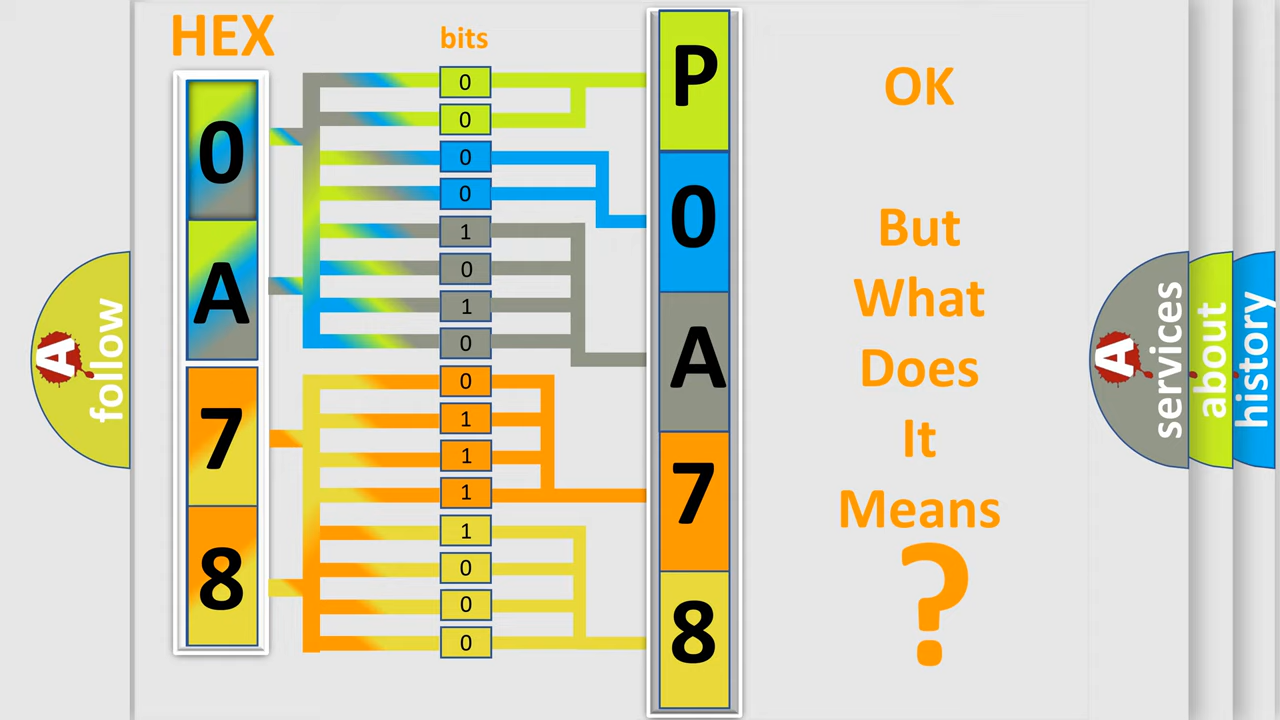 HEX
bits
0
A
7
8
0
0
0
0
1
0
1
0
0
1
1
1
1
0
0
0
P
0
A
7
8
OK
But
What
Does
It
Means
?
A
follow
A
services
about
history